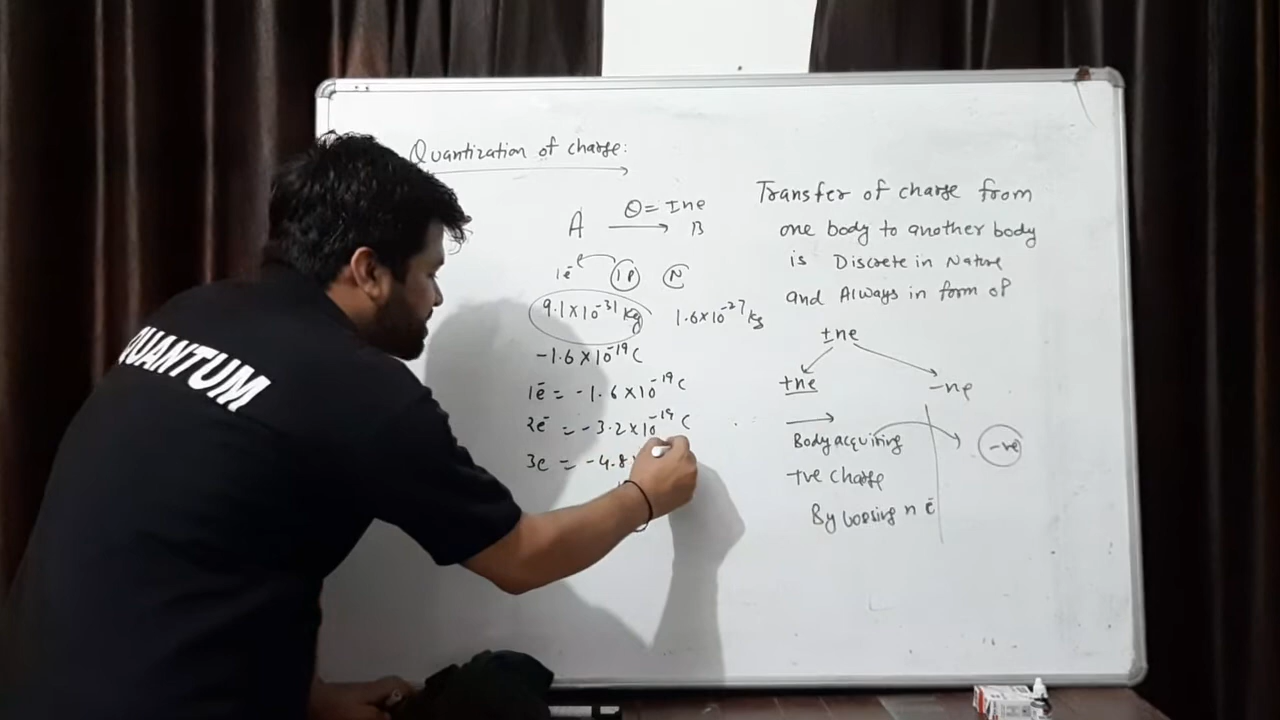 Quantization of charge:
A → B
Q = Ine
1e⁻ 1P N
9.1×10⁻³¹ kg 1.6×10⁻²⁷ kg
-1.6×10⁻¹⁹ C
1e⁻ = -1.6×10⁻¹⁹ C
2e⁻ = -3.2×10⁻¹⁹ C
3e = -4.8
Transfer of charge from
one body to another body
is Discrete in Nature
and Always in form of
±ne
+ne -ne
Body acquiring -ve
+ve charge
By loosing n e⁻
QUANTUM